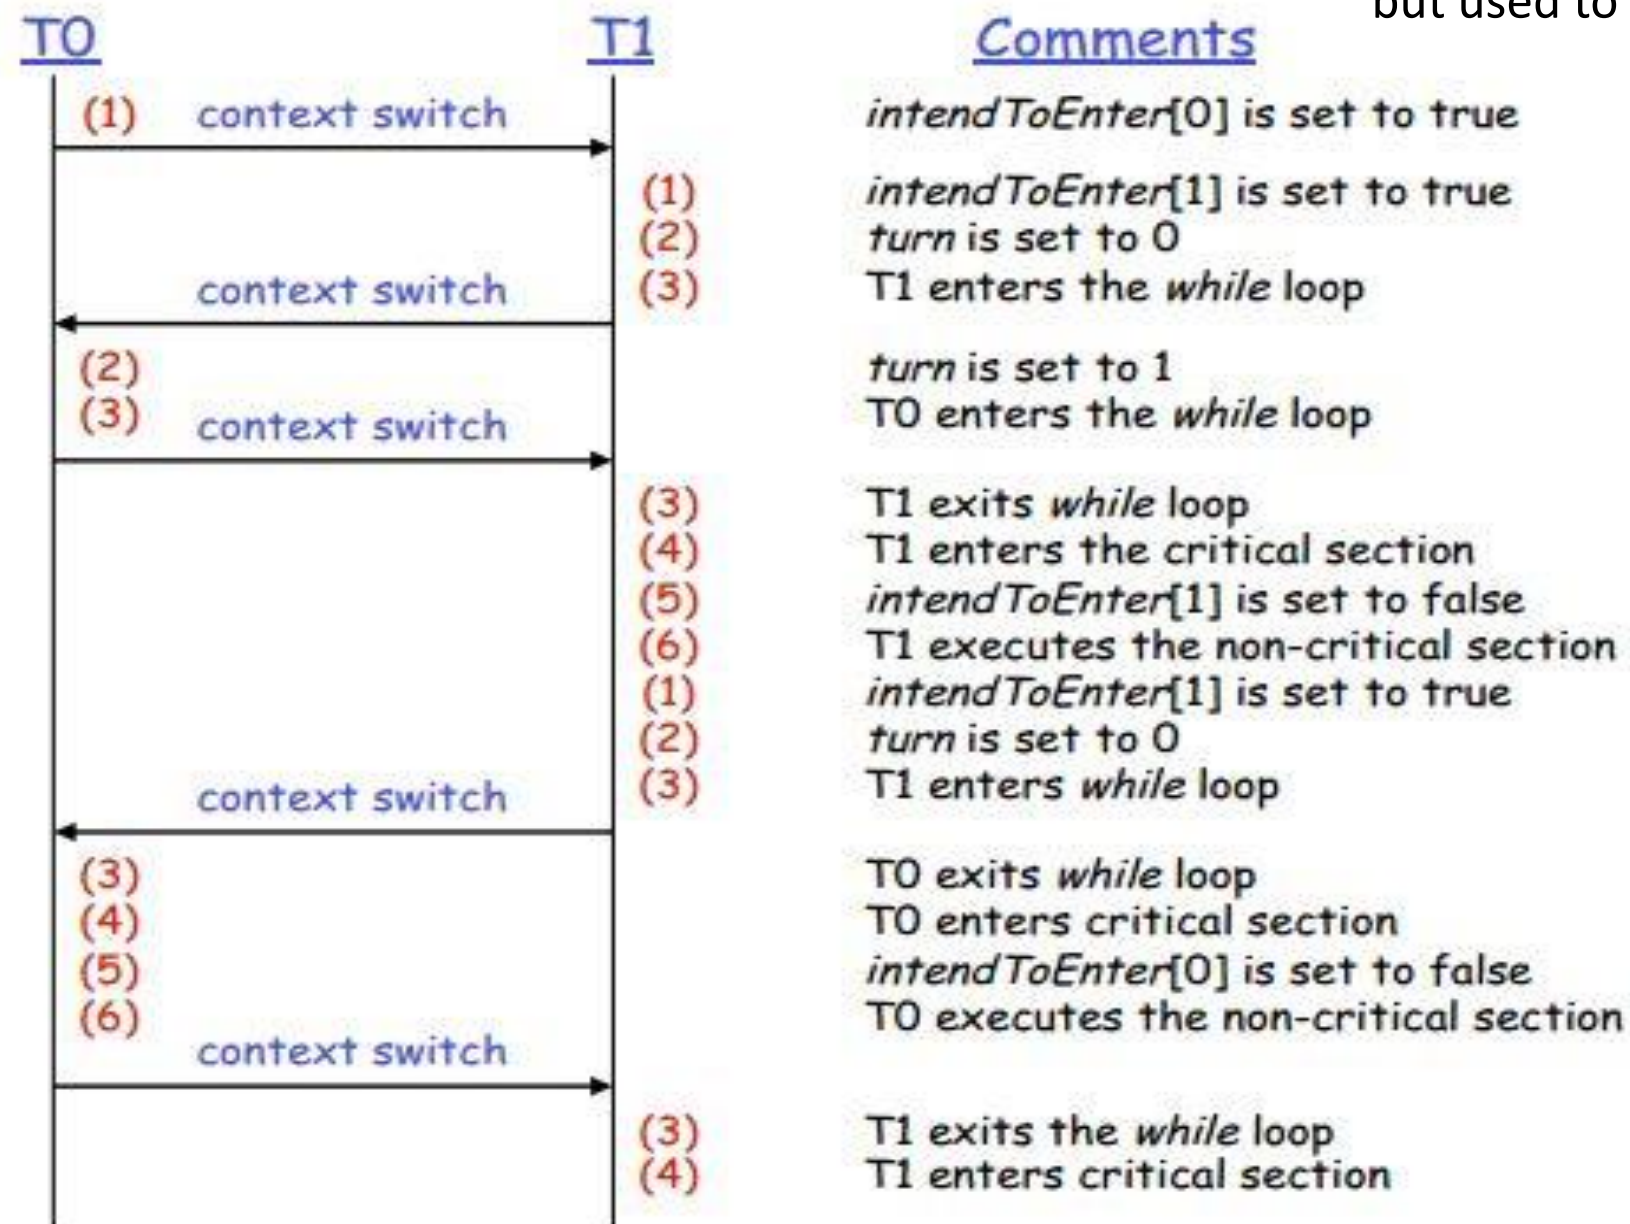 but used to
T0 T1 Comments
(1) context switch intendToEnter[0] is set to true
(1) intendToEnter[1] is set to true
(2) turn is set to 0
context switch (3) T1 enters the while loop
(2) turn is set to 1
(3) context switch T0 enters the while loop
(3) T1 exits while loop
(4) T1 enters the critical section
(5) intendToEnter[1] is set to false
(6) T1 executes the non-critical section
(1) intendToEnter[1] is set to true
(2) turn is set to 0
context switch (3) T1 enters while loop
(3) T0 exits while loop
(4) T0 enters critical section
(5) intendToEnter[0] is set to false
(6) T0 executes the non-critical section
context switch
(3) T1 exits the while loop
(4) T1 enters critical section